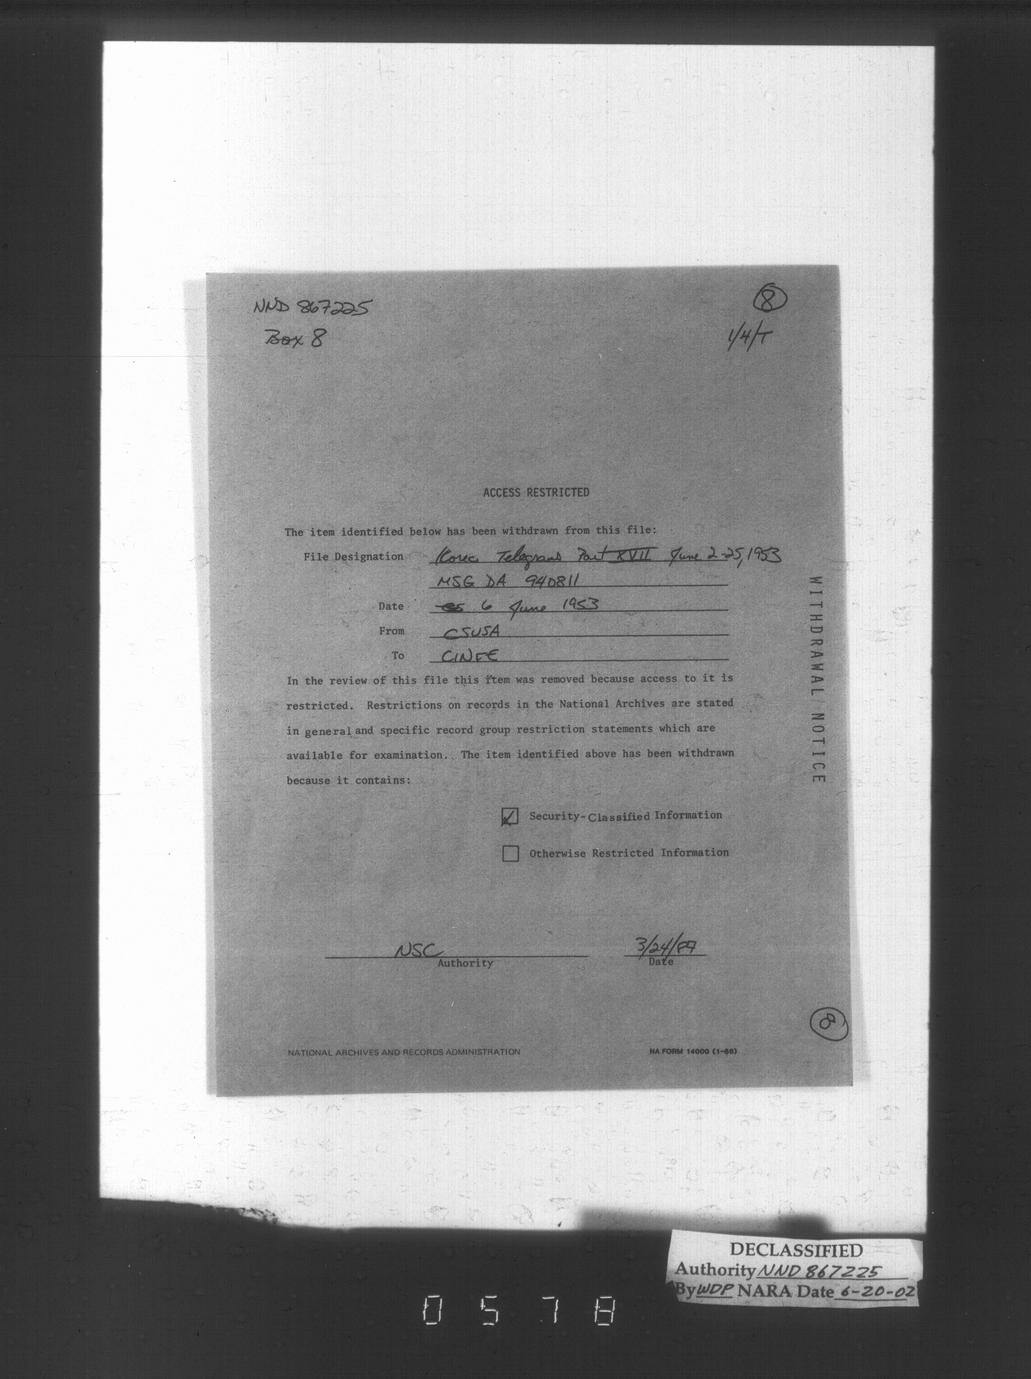 NND 867225
Box 8
8
1/4/T
ACCESS RESTRICTED
The item identified below has been withdrawn from this file:
File Designation Korea Telegrams Part XVII June 2-25, 1953
MSG DA 940811
Date 6 June 1953
From CSUSA
To CINFE
In the review of this file this item was removed because access to it is
restricted. Restrictions on records in the National Archives are stated
in general and specific record group restriction statements which are
available for examination. The item identified above has been withdrawn
because it contains:
Security-Classified Information
Otherwise Restricted Information
NSC 3/24/87
Authority Date
WITHDRAWAL NOTICE
8
NATIONAL ARCHIVES AND RECORDS ADMINISTRATION NA FORM 14000 (1-86)
DECLASSIFIED
Authority NND 867225
By WDP NARA Date 6-20-02
0578